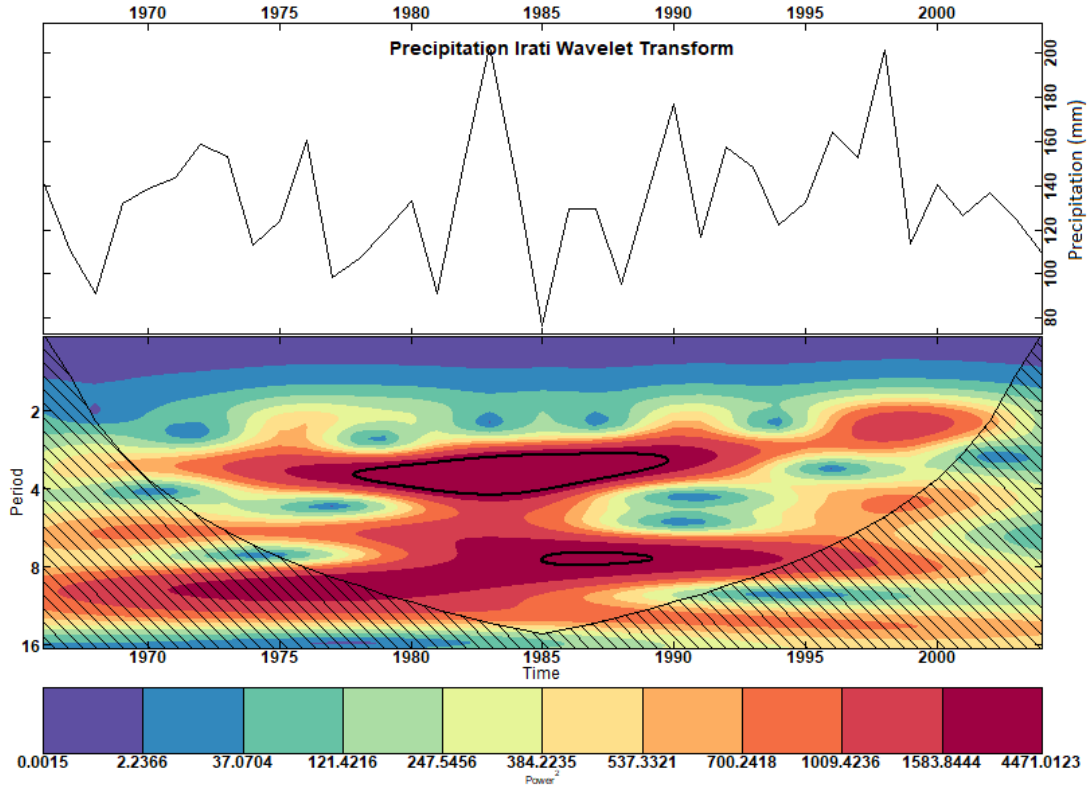 1970 1975 1980 1985 1990 1995 2000
Precipitation Irati Wavelet Transform
200
180
160
140
120
100
80
Precipitation (mm)
2
4
8
16
Period
1970 1975 1980 1985 1990 1995 2000
Time
0.0015 2.2366 37.0704 121.4216 247.5456 384.2235 537.3321 700.2418 1009.4236 1583.8444 4471.0123
Power2